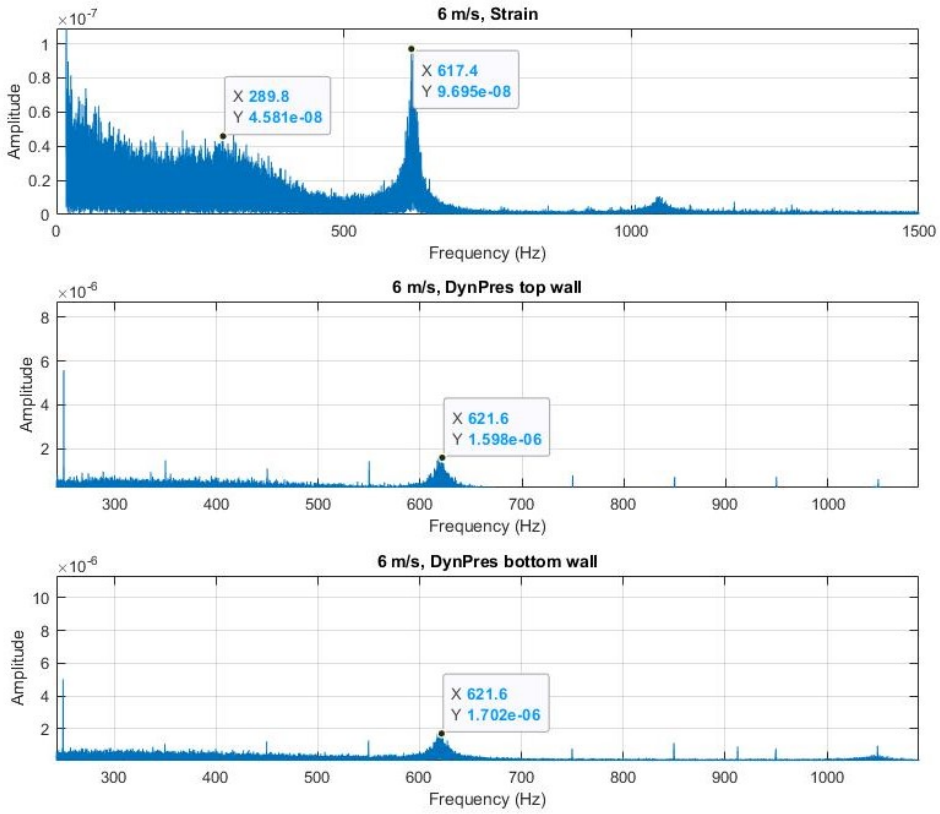 6 m/s, Strain
×10-7
1
0.8
0.6
0.4
0.2
0
Amplitude
X 289.8
Y 4.581e-08
X 617.4
Y 9.695e-08
0 500 1000 1500
Frequency (Hz)
6 m/s, DynPres top wall
×10-6
8
6
4
2
Amplitude
X 621.6
Y 1.598e-06
300 400 500 600 700 800 900 1000
Frequency (Hz)
6 m/s, DynPres bottom wall
×10-6
10
8
6
4
2
Amplitude
X 621.6
Y 1.702e-06
300 400 500 600 700 800 900 1000
Frequency (Hz)